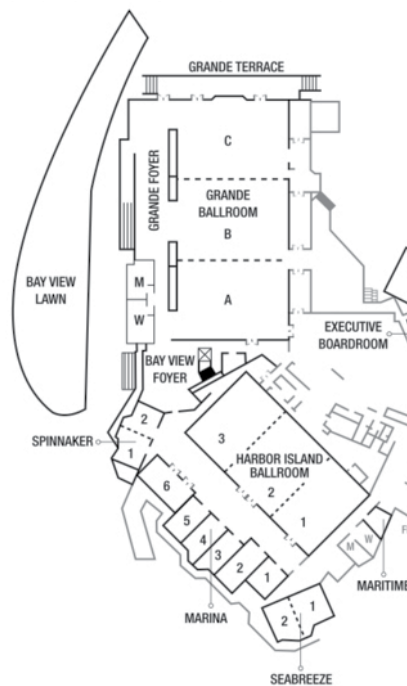 GRANDE TERRACE
C
GRANDE FOYER
GRANDE
BALLROOM
B
M
BAY VIEW
LAWN
A
W
EXECUTIVE
BOARDROOM
BAY VIEW
FOYER
2
SPINNAKER
1
3
HARBOR ISLAND
BALLROOM
6
2
5
1
4
3
2
1
W
M
F
MARITIME
MARINA
1
2
SEABREEZE